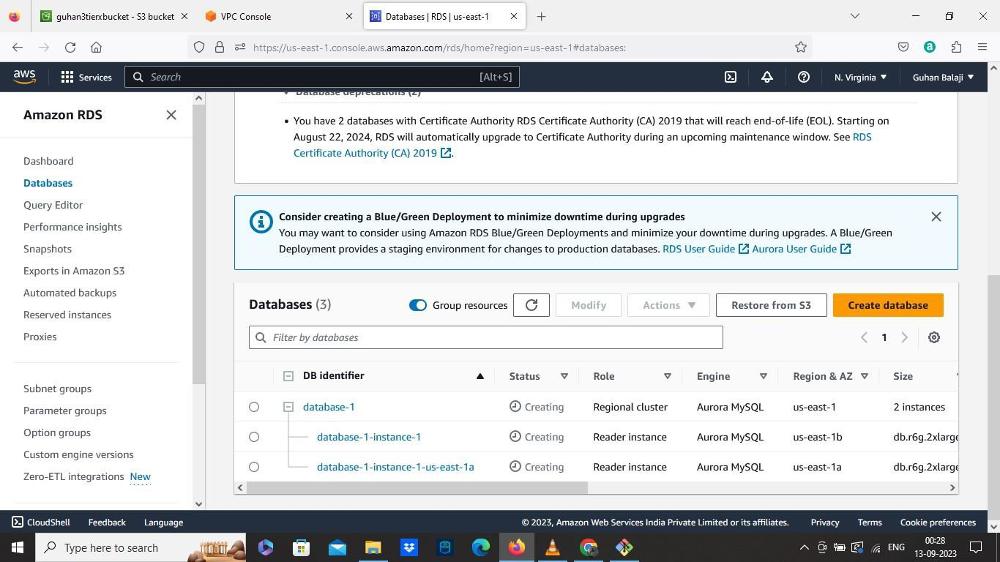 guhan3tierxbucket - S3 bucket
VPC Console
Databases | RDS | us-east-1
https://us-east-1.console.aws.amazon.com/rds/home?region=us-east-1#databases:
a
aws
Services
Search
[Alt+S]
N. Virginia
Guhan Balaji
Amazon RDS
Dashboard
Databases
Query Editor
Performance insights
Snapshots
Exports in Amazon S3
Automated backups
Reserved instances
Proxies
Subnet groups
Parameter groups
Option groups
Custom engine versions
Zero-ETL integrations New
Database deprecations (2)
• You have 2 databases with Certificate Authority RDS Certificate Authority (CA) 2019 that will reach end-of-life (EOL). Starting on
August 22, 2024, RDS will automatically upgrade to Certificate Authority during an upcoming maintenance window. See RDS
Certificate Authority (CA) 2019.
Consider creating a Blue/Green Deployment to minimize downtime during upgrades
You may want to consider using Amazon RDS Blue/Green Deployments and minimize your downtime during upgrades. A Blue/Green
Deployment provides a staging environment for changes to production databases. RDS User Guide Aurora User Guide
Databases (3)
Group resources
Modify
Actions
Restore from S3
Create database
Filter by databases
1
DB identifier Status Role Engine Region & AZ Size
database-1 Creating Regional cluster Aurora MySQL us-east-1 2 instances
database-1-instance-1 Creating Reader instance Aurora MySQL us-east-1b db.r6g.2xlarge
database-1-instance-1-us-east-1a Creating Reader instance Aurora MySQL us-east-1a db.r6g.2xlarge
CloudShell Feedback Language
© 2023, Amazon Web Services India Private Limited or its affiliates. Privacy Terms Cookie preferences
Type here to search
ENG
00:28
13-09-2023